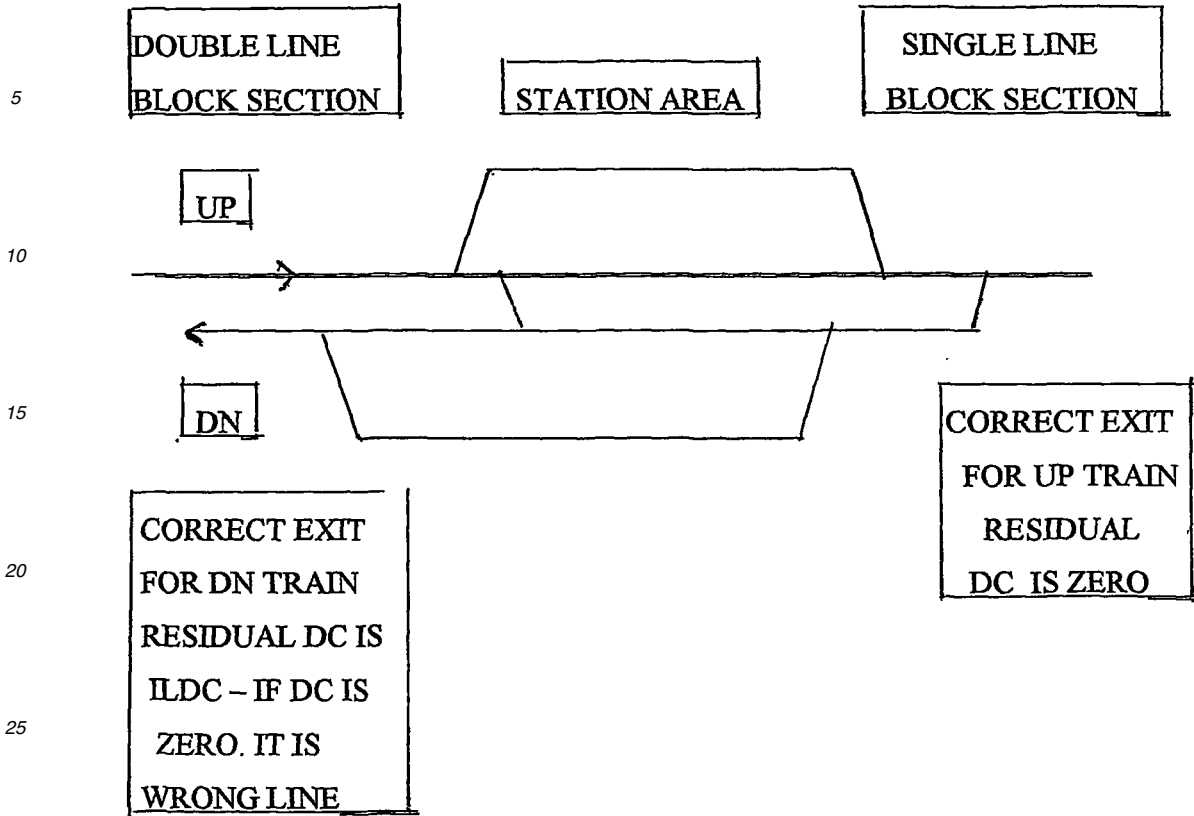 DOUBLE LINE
BLOCK SECTION
STATION AREA
SINGLE LINE
BLOCK SECTION
5
UP
10
15
DN
CORRECT EXIT
FOR UP TRAIN
RESIDUAL
DC IS ZERO
CORRECT EXIT
FOR DN TRAIN
RESIDUAL DC IS
ILDC – IF DC IS
ZERO. IT IS
WRONG LINE
20
25